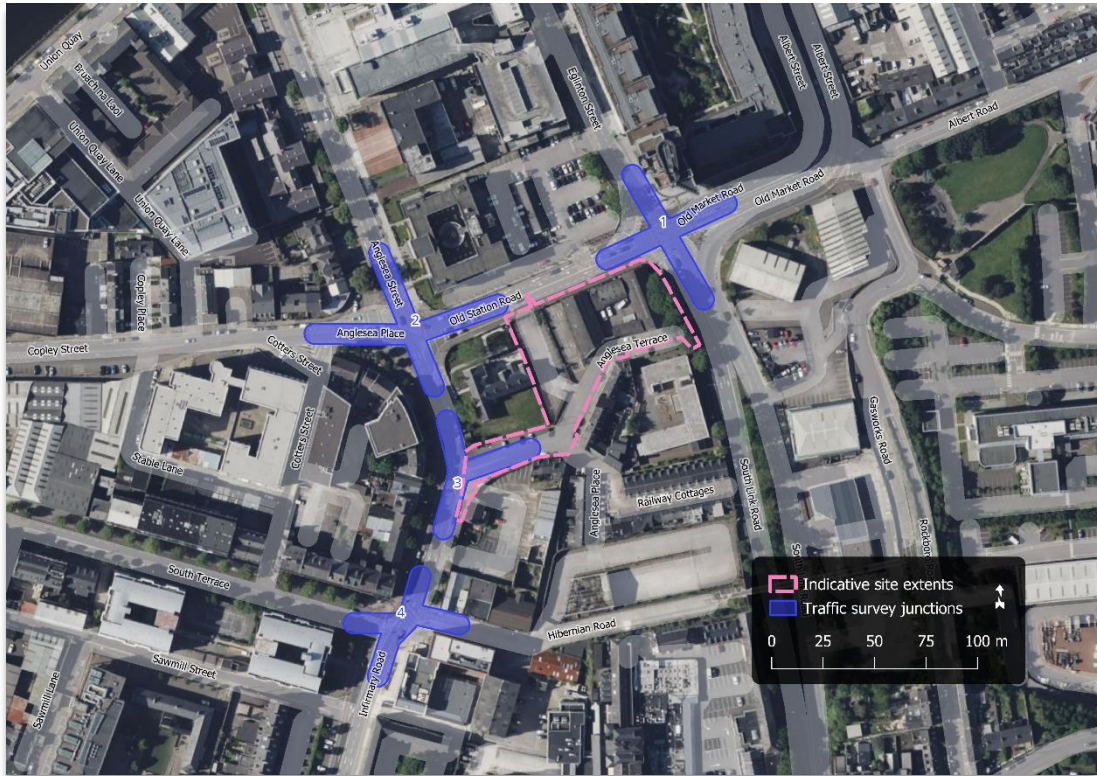 Union Quay
Bruach na Laoi
Union Quay Lane
Union Quay Lane
Eglinton Street
Albert Street
Albert Street
Albert Road
Old Market Road
Old Market Road
1
Anglesea Street
2
Old Station Road
Anglesea Place
Copley Place
Copley Street
Cotters Street
Cotters Street
Anglesea Terrace
Stable Lane
3
Anglesea Place
Railway Cottages
South Link Road
Gasworks Road
South Terrace
4
Hibernian Road
Sawmill Street
Sawmill Lane
Infirmary Road
Indicative site extents
Traffic survey junctions
0 25 50 75 100 m